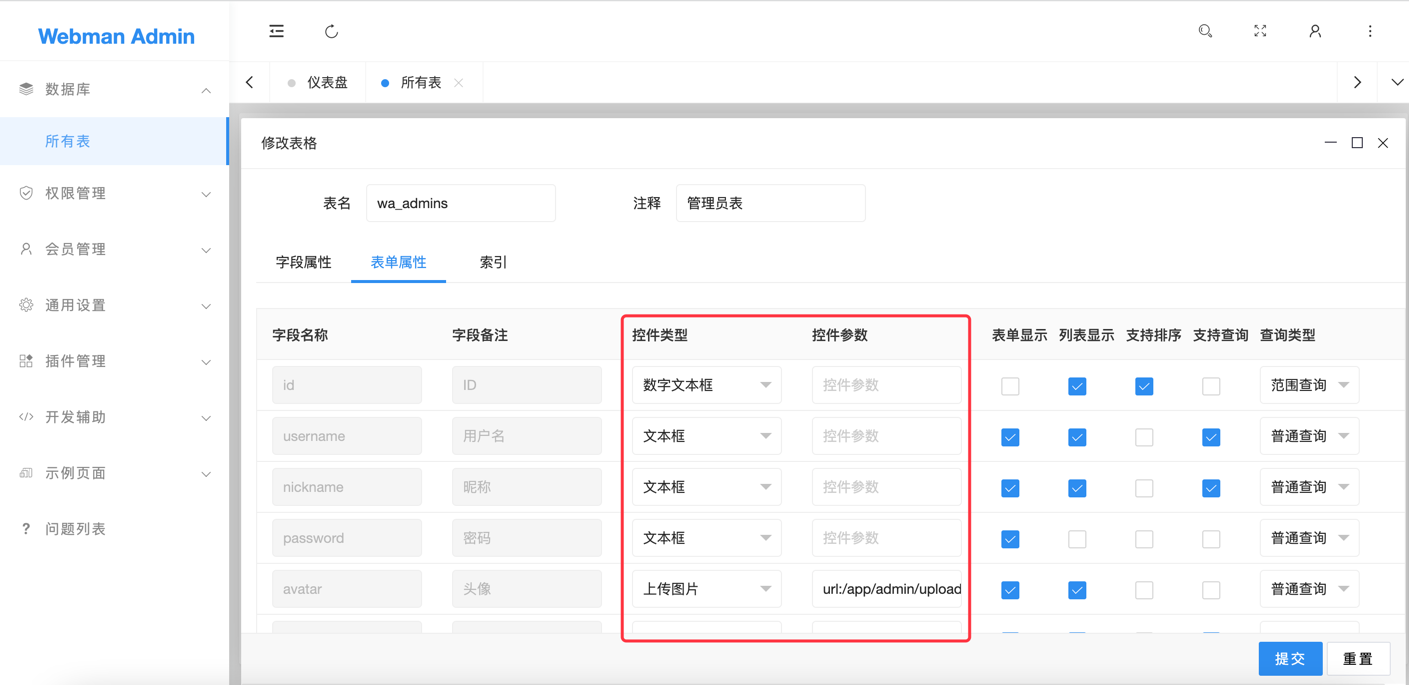 Webman Admin
数据库
所有表
权限管理
会员管理
通用设置
插件管理
开发辅助
示例页面
问题列表
仪表盘 所有表
修改表格
表名 wa_admins 注释 管理员表
字段属性 表单属性 索引
字段名称 字段备注 控件类型 控件参数 表单显示 列表显示 支持排序 支持查询 查询类型
id ID 数字文本框 控件参数 范围查询
username 用户名 文本框 控件参数 普通查询
nickname 昵称 文本框 控件参数 普通查询
password 密码 文本框 控件参数 普通查询
avatar 头像 上传图片 url:/app/admin/upload 普通查询
提交 重置